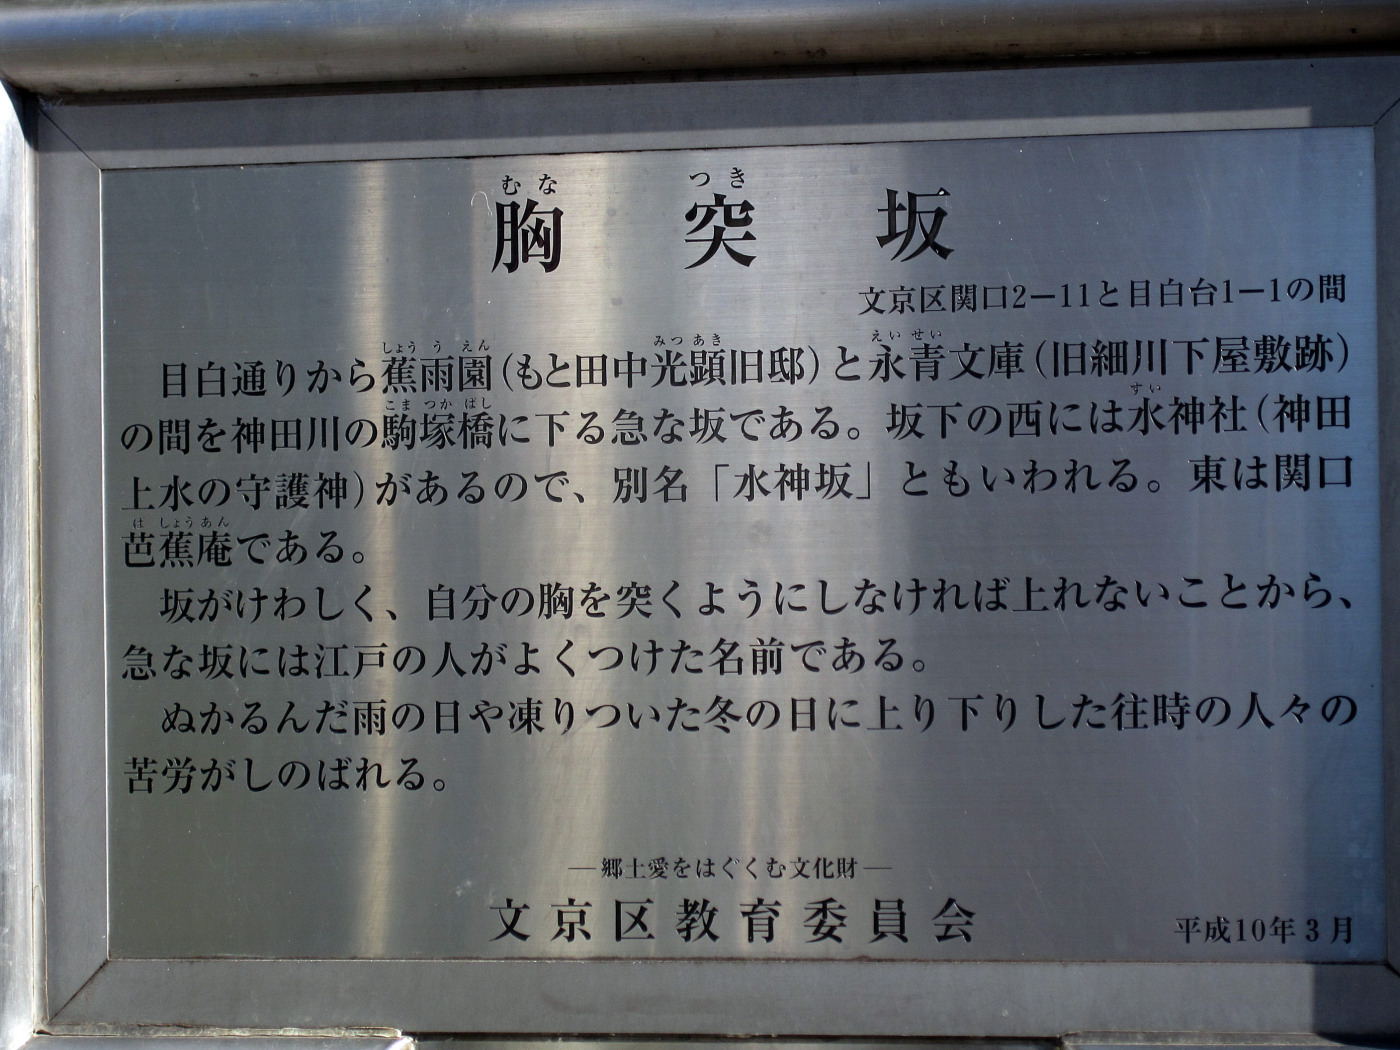 むな つき
胸突坂
文京区関口2−11と目白台1−1の間
しょう う えん みつ あき えい せい
目白通りから蕉雨園(もと田中光顕旧邸)と永青文庫(旧細川下屋敷跡)
こま つか ばし すい
の間を神田川の駒塚橋に下る急な坂である。坂下の西には水神社(神田
上水の守護神)があるので、別名「水神坂」ともいわれる。東は関口
は しょう あん
芭蕉庵である。
坂がけわしく、自分の胸を突くようにしなければ上れないことから、
急な坂には江戸の人がよくつけた名前である。
ぬかるんだ雨の日や凍りついた冬の日に上り下りした往時の人々の
苦労がしのばれる。
―郷土愛をはぐくむ文化財―
文京区教育委員会
平成10年3月